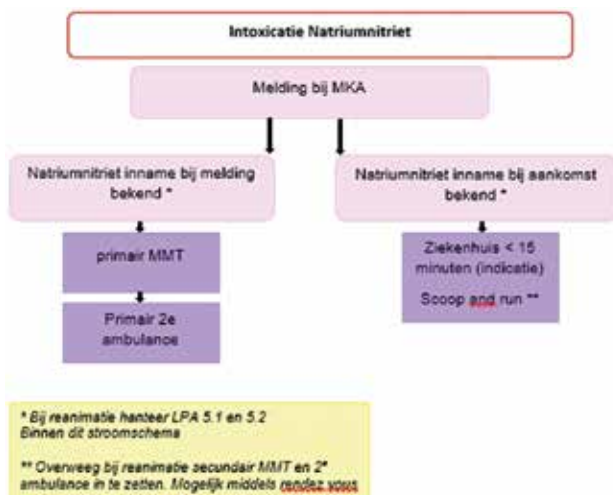 Intoxicatie Natriumnitriet
Melding bij MKA
Natriumnitriet inname bij melding
bekend *
Natriumnitriet inname bij aankomst
bekend *
primair MMT
Primair 2e
ambulance
Ziekenhuis < 15
minuten (indicatie)
Scoop and run **
* Bij reanimatie hanteer LPA 5.1 en 5.2
Binnen dit stroomschema
** Overweeg bij reanimatie secundair MMT en 2e
ambulance in te zetten. Mogelijk middels rendez vous